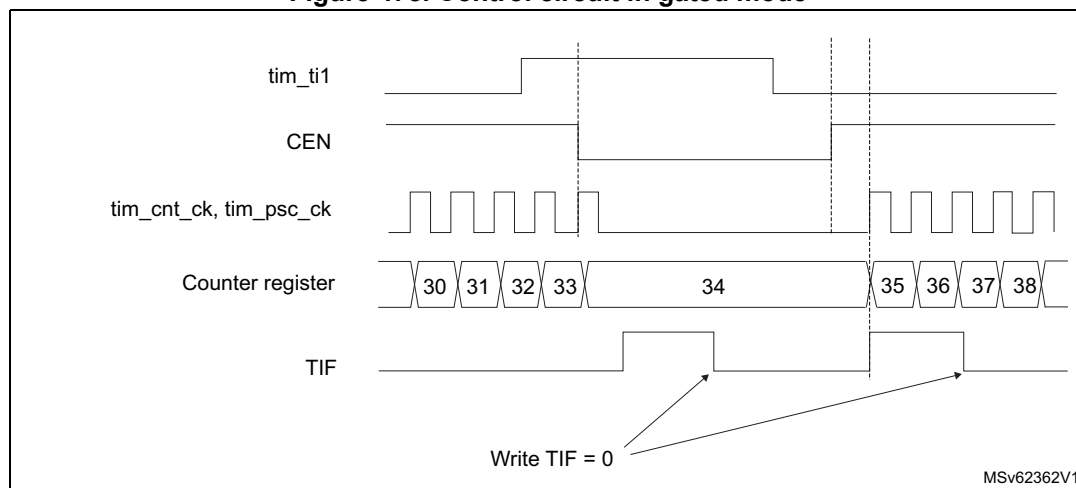 Figure 473. Control circuit in gated mode
tim_ti1
CEN
tim_cnt_ck, tim_psc_ck
Counter register
30 31 32 33 34 35 36 37 38
TIF
Write TIF = 0
MSv62362V1